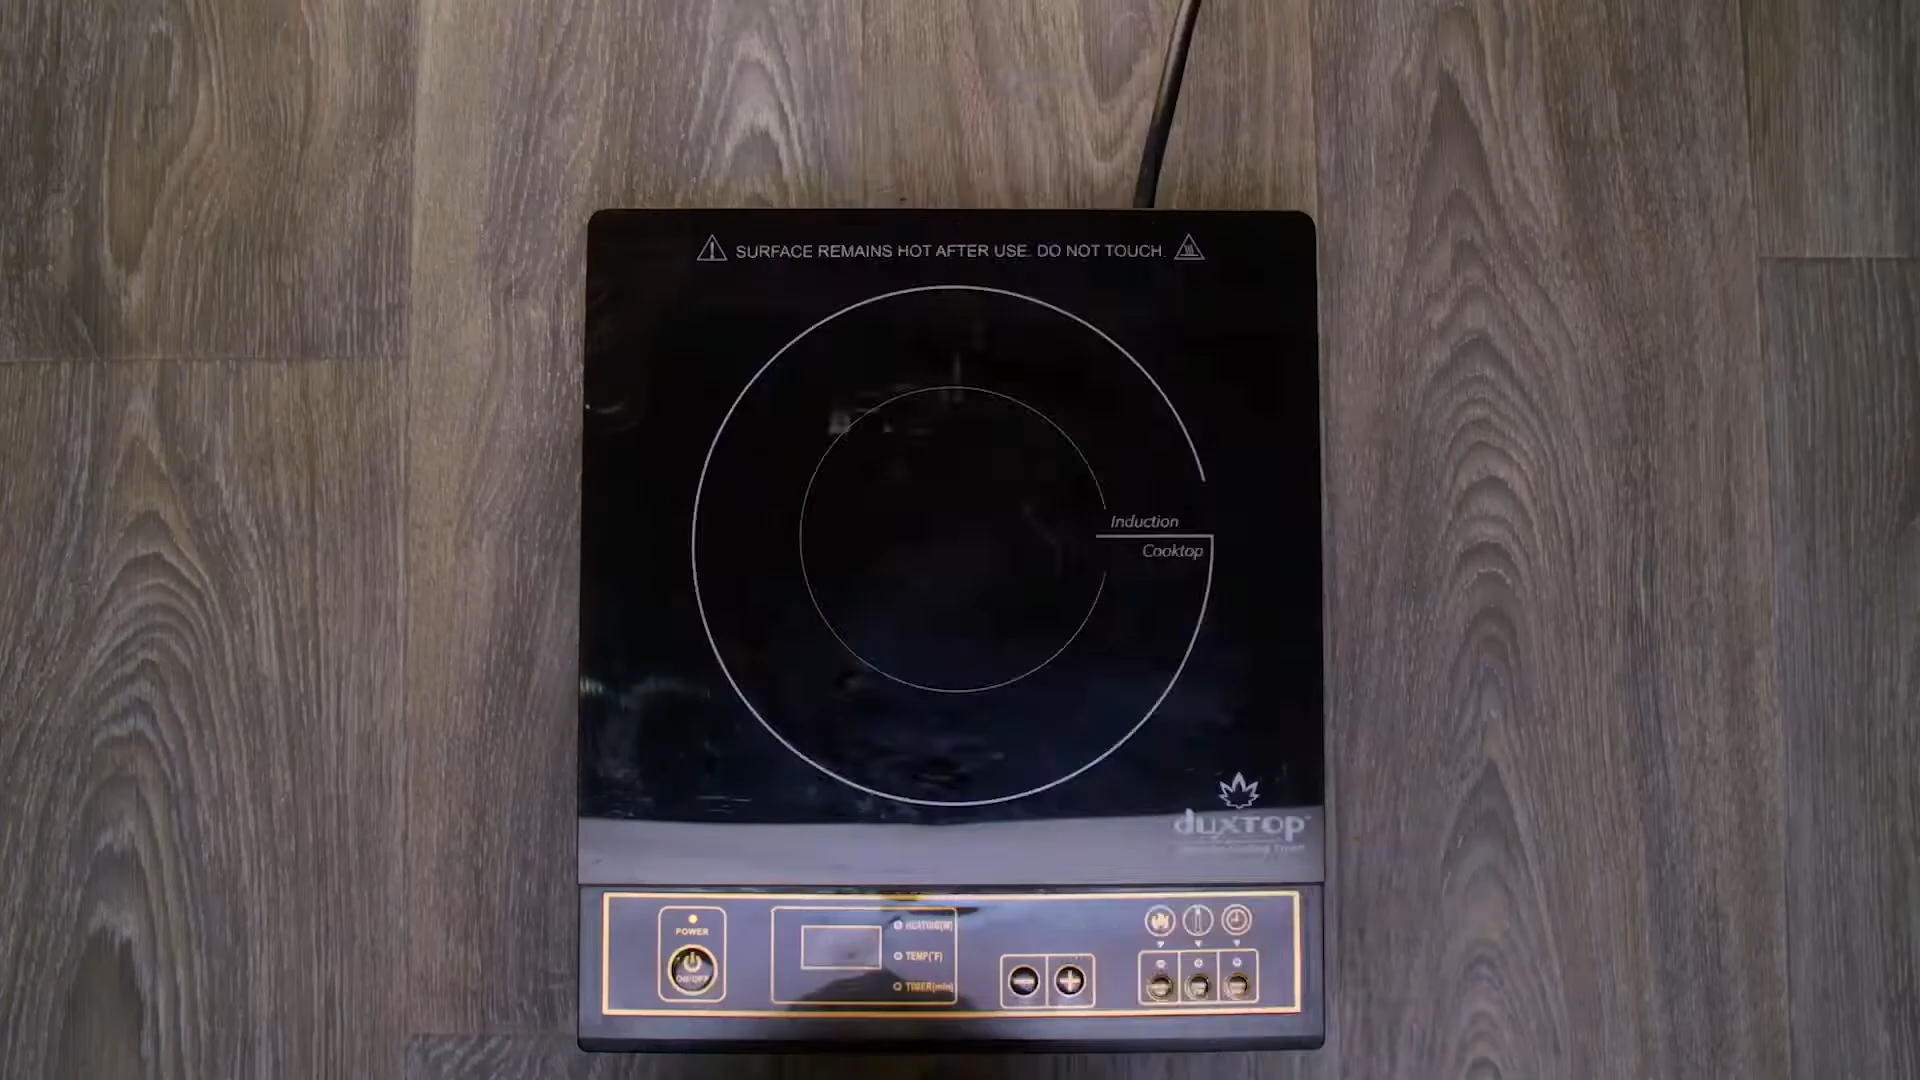 SURFACE REMAINS HOT AFTER USE. DO NOT TOUCH.
Induction
Cooktop
duxtop
POWER
ON/OFF
HEATING(W)
TEMP(°F)
TIMER(min)